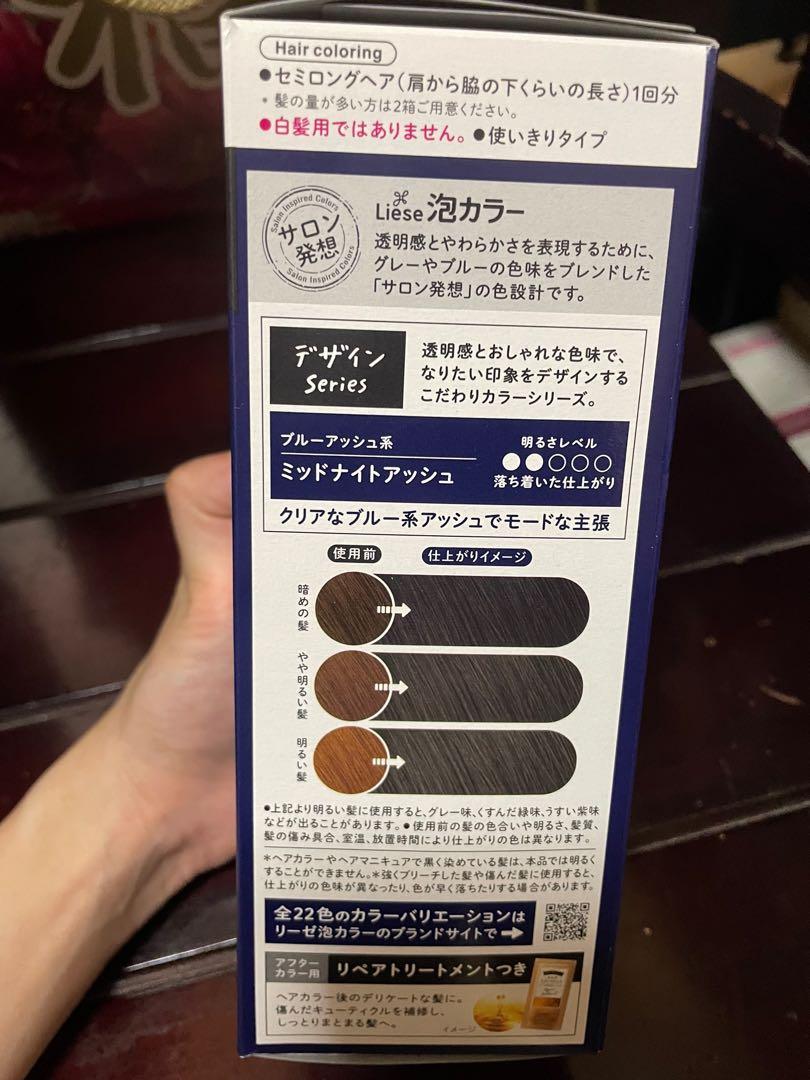 Hair coloring
●セミロングヘア(肩から脇の下くらいの長さ)1回分
・髪の量が多い方は2箱ご用意ください。
●白髪用ではありません。 ●使いきりタイプ
Salon Inspired Colors
サロン
発想
Salon Inspired Colors
Liese 泡カラー
透明感とやわらかさを表現するために、
グレーやブルーの色味をブレンドした
「サロン発想」の色設計です。
デザイン
Series
透明感とおしゃれな色味で、
なりたい印象をデザインする
こだわりカラーシリーズ。
ブルーアッシュ系
ミッドナイトアッシュ
明るさレベル
落ち着いた仕上がり
クリアなブルー系アッシュでモードな主張
使用前 仕上がりイメージ
暗めの髪
やや明るい髪
明るい髪
●上記より明るい髪に使用すると、グレー味、くすんだ緑味、うすい紫味
などが出ることがあります。●使用前の髪の色合いや明るさ、髪質、
髪の傷み具合、室温、放置時間により仕上がりの色は異なります。
＊ヘアカラーやヘアマニキュアで黒く染めている髪は、本品では明るく
することができません。＊強くブリーチした髪や傷んだ髪に使用すると、
仕上がりの色味が異なったり、色が早く落ちたりする場合があります。
全22色のカラーバリエーションは
リーゼ泡カラーのブランドサイトで→
アフター
カラー用
リペアトリートメントつき
ヘアカラー後のデリケートな髪に。
傷んだキューティクルを補修し、
しっとりまとまる髪へ。
イメージ